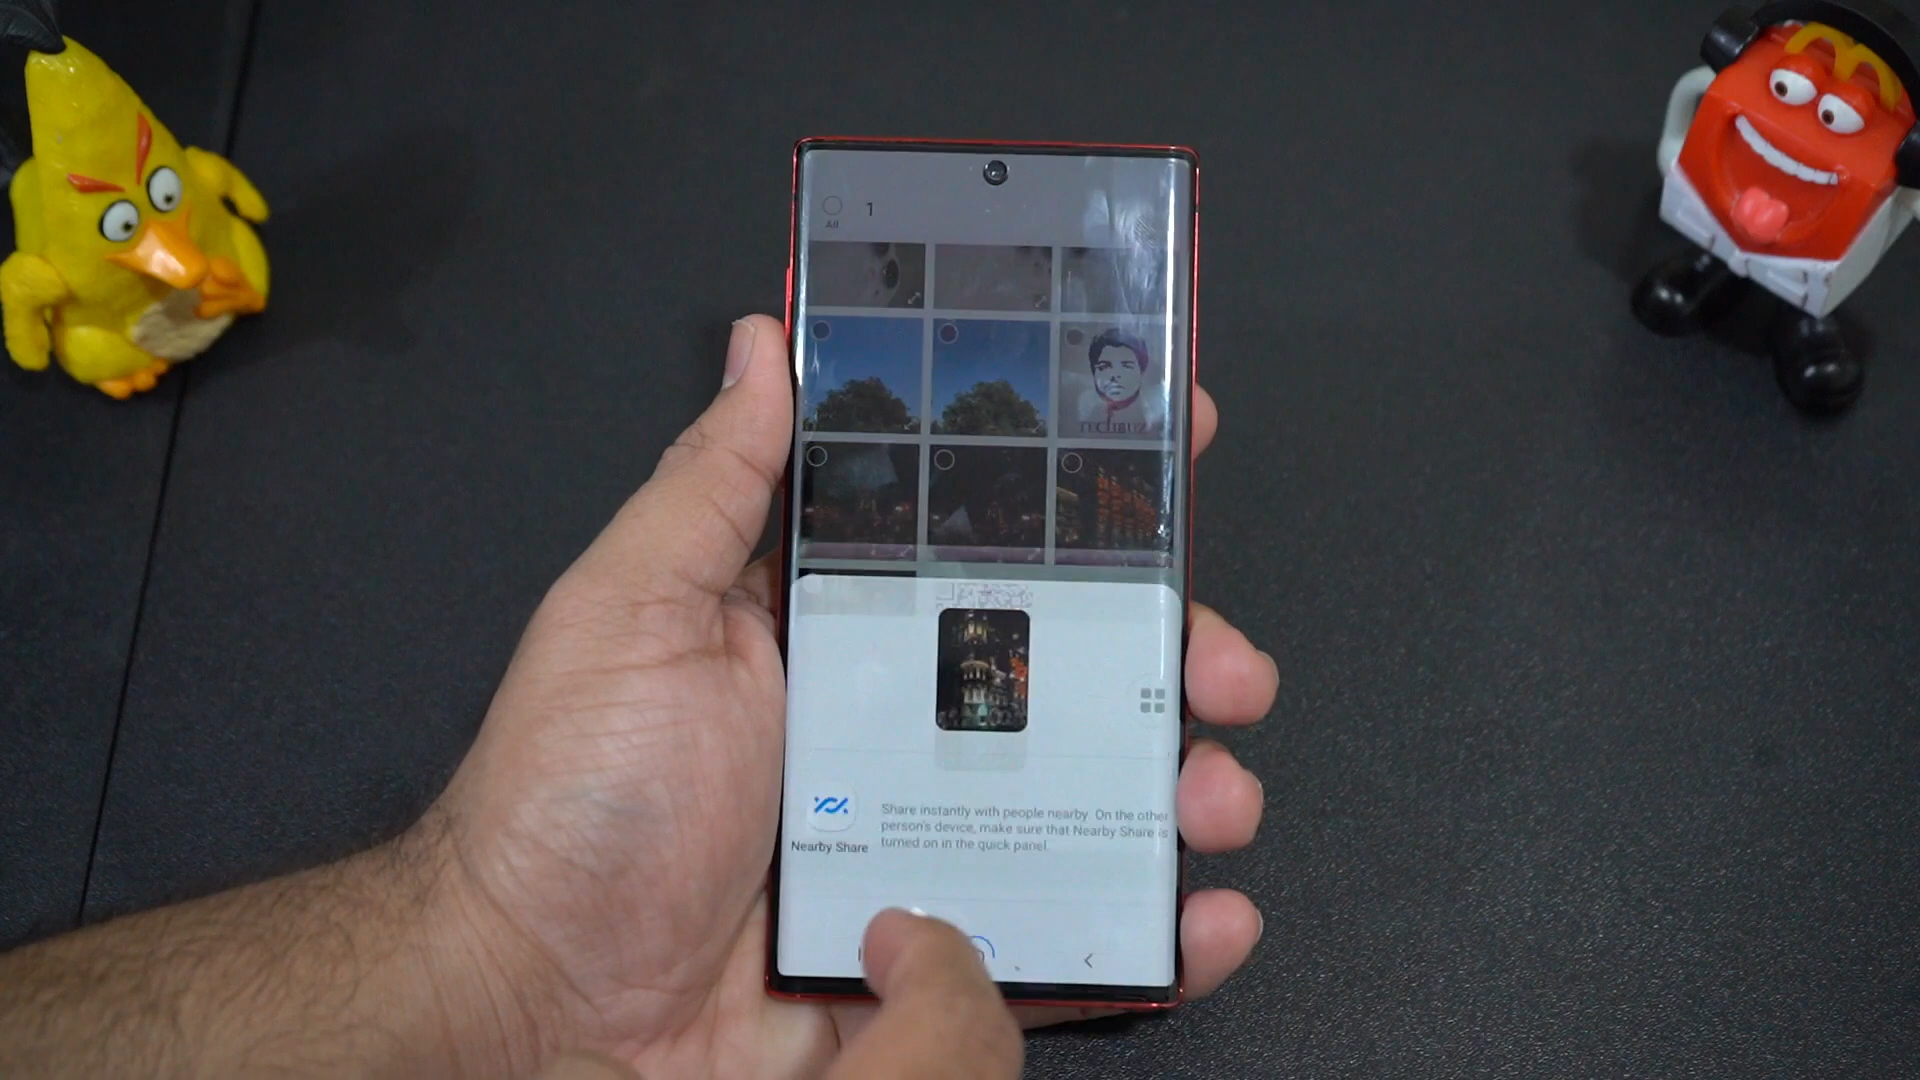 1
All
TECHBUZ
Share instantly with people nearby. On the other
person's device, make sure that Nearby Share is
turned on in the quick panel.
Nearby Share